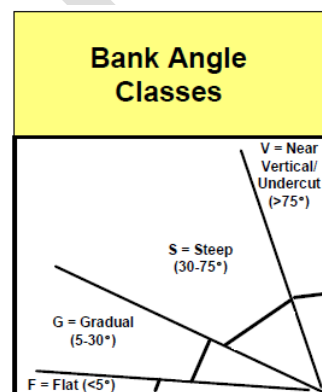 Bank Angle
Classes
V = Near
Vertical/
Undercut
(>75°)
S = Steep
(30-75°)
G = Gradual
(5-30°)
F = Flat (<5°)